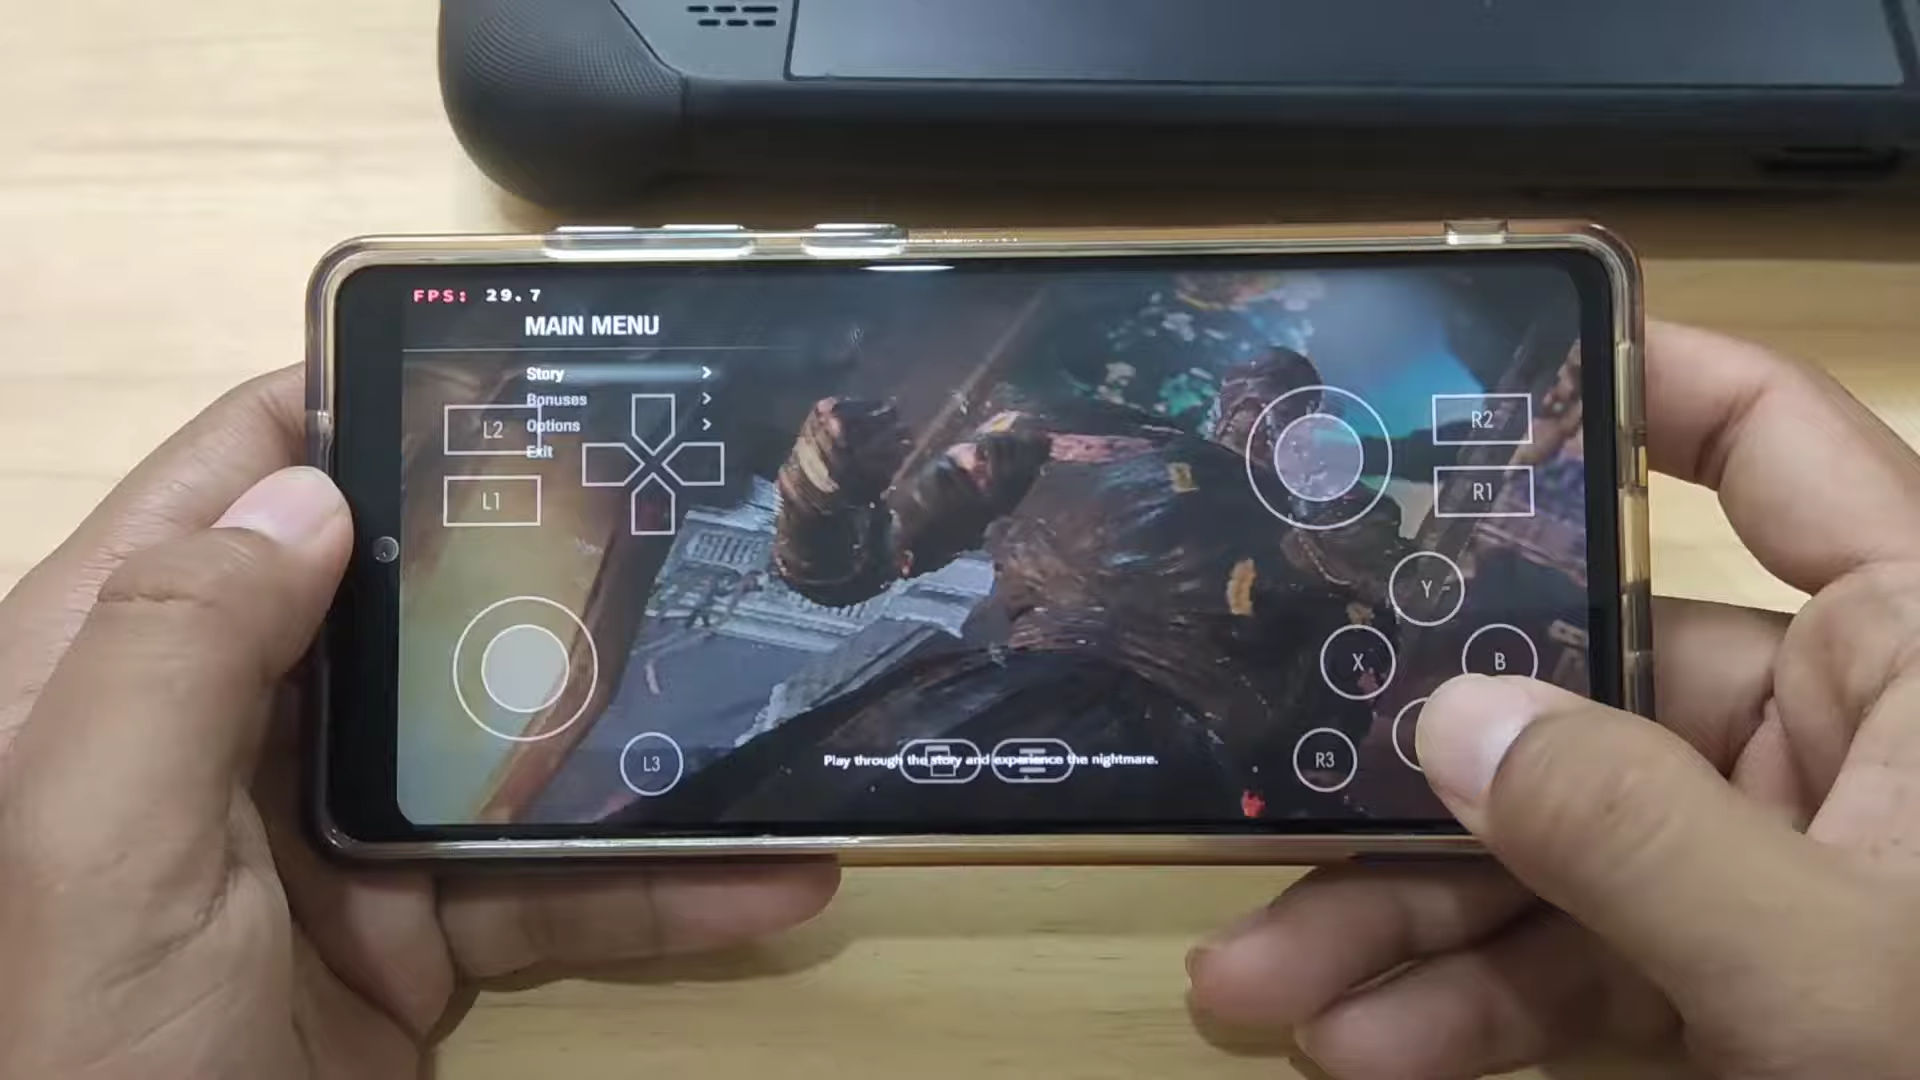 FPS: 29.7
MAIN MENU
Story
Bonuses
Options
Exit
L2
L1
R2
R1
Y
X
B
L3
R3
Play through the story and experience the nightmare.